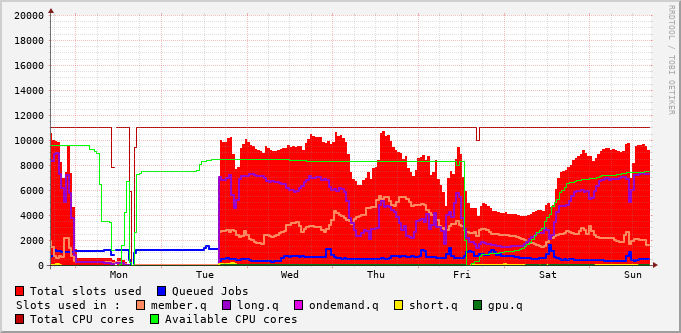 RRDTOOL / TOBI OETIKER
20000
18000
16000
14000
12000
10000
8000
6000
4000
2000
0
Mon Tue Wed Thu Fri Sat Sun
Total slots used Queued Jobs
Slots used in : member.q long.q ondemand.q short.q gpu.q
Total CPU cores Available CPU cores